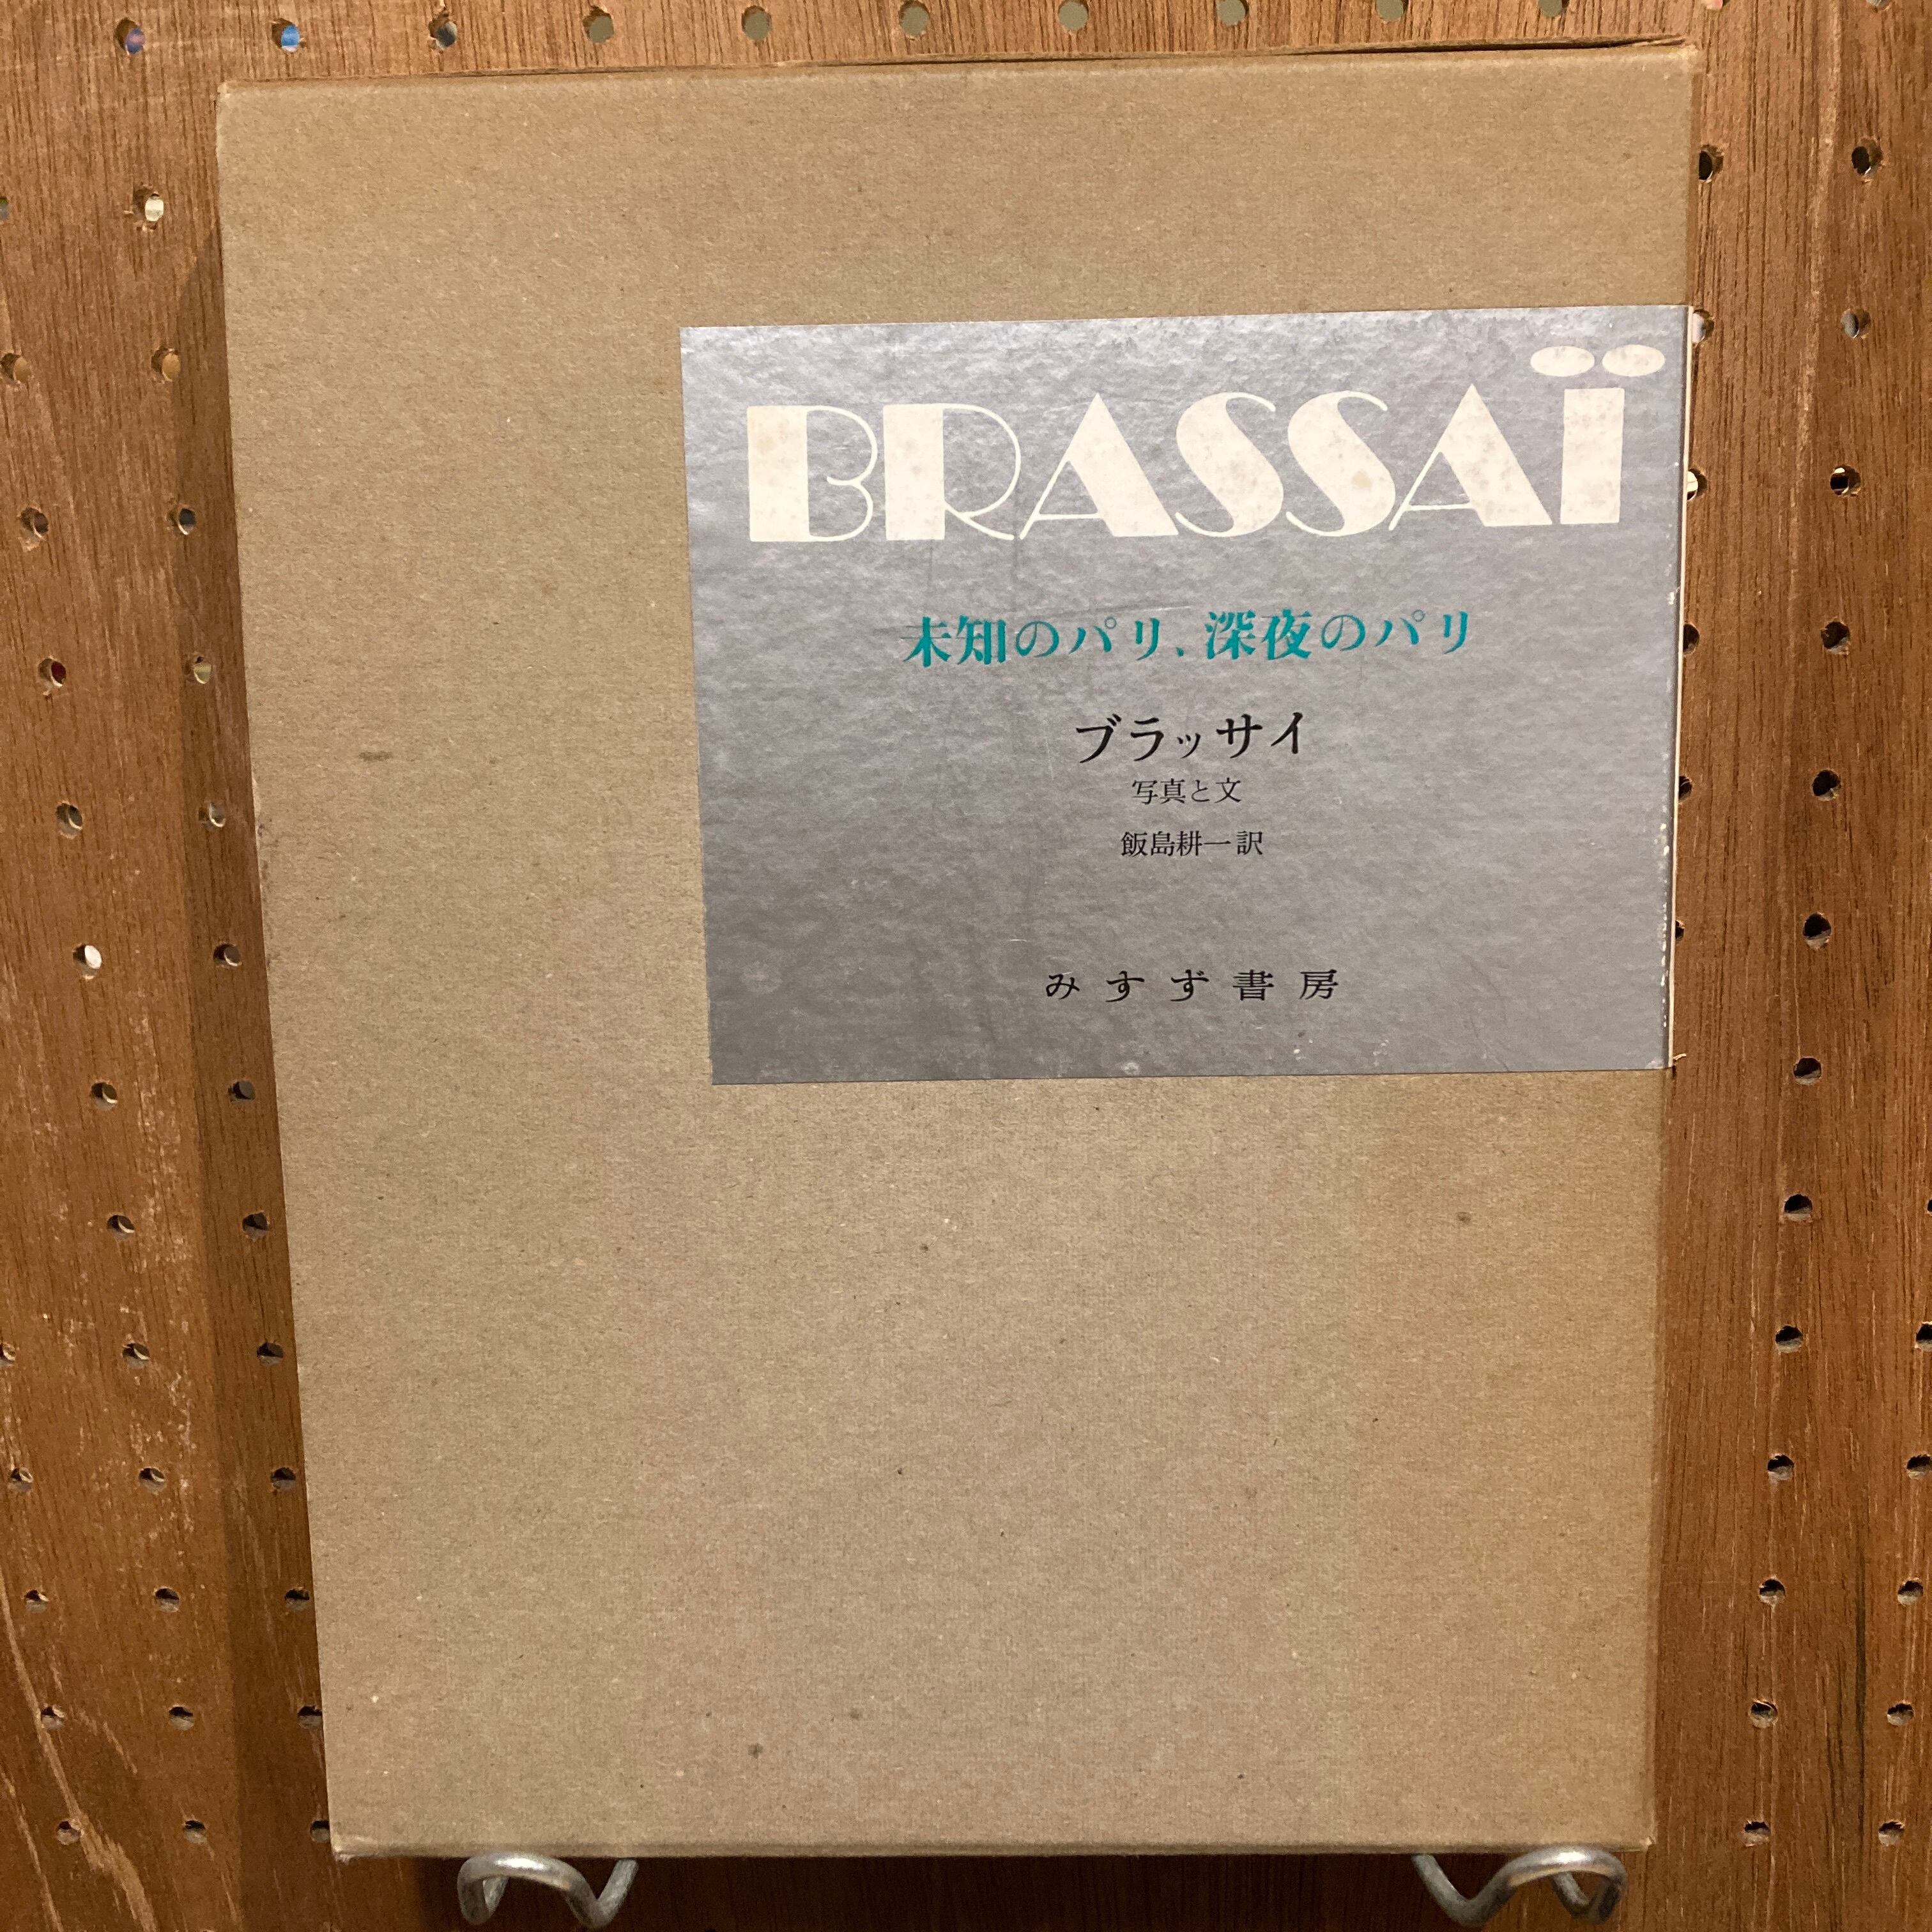 BRASSAÏ
未知のパリ、深夜のパリ
ブラッサイ
写真と文
飯島耕一訳
みすず書房